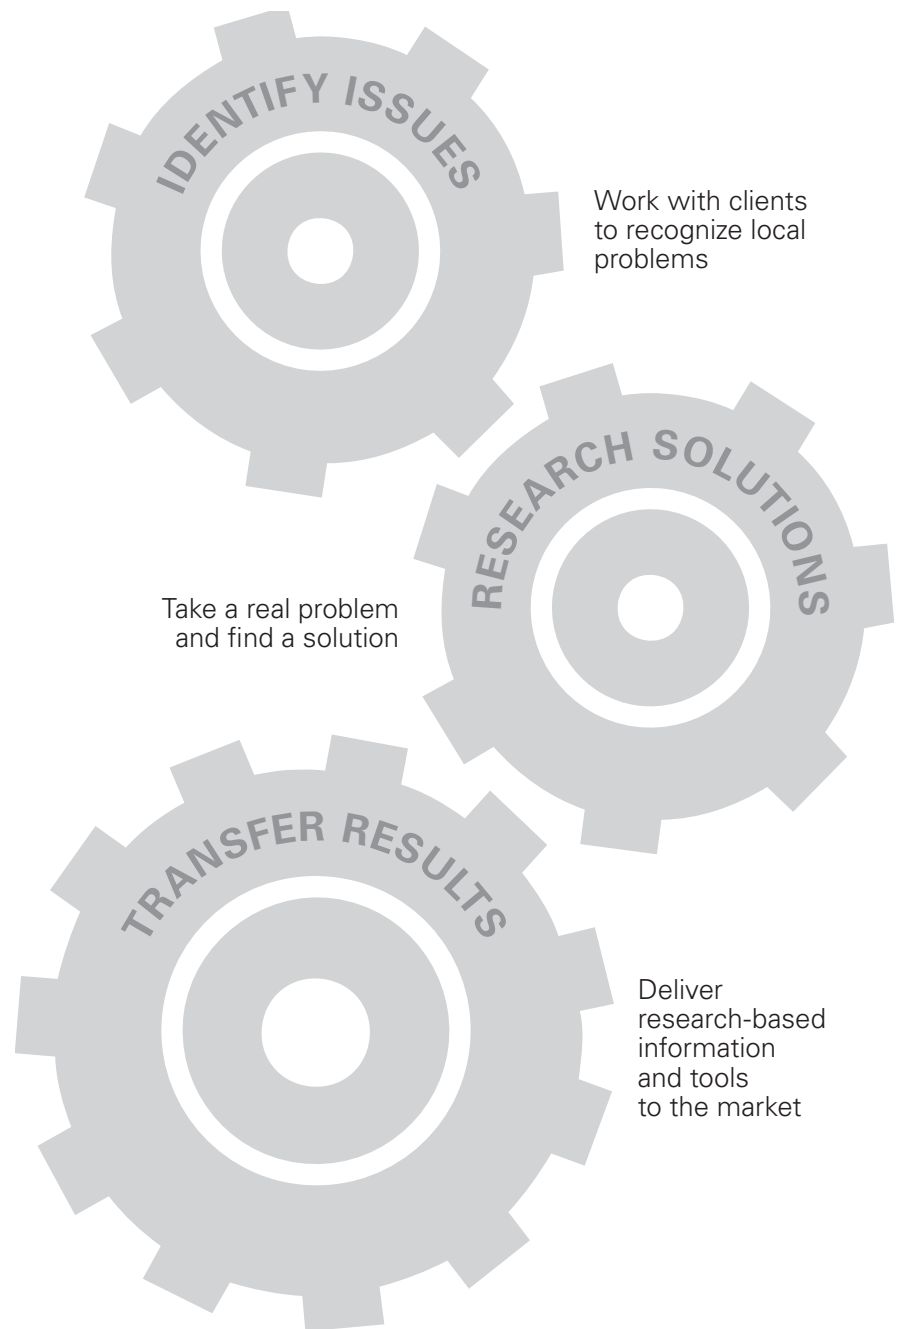 IDENTIFY ISSUES
Work with clients
to recognize local
problems
RESEARCH SOLUTIONS
Take a real problem
and find a solution
TRANSFER RESULTS
Deliver
research-based
information
and tools
to the market